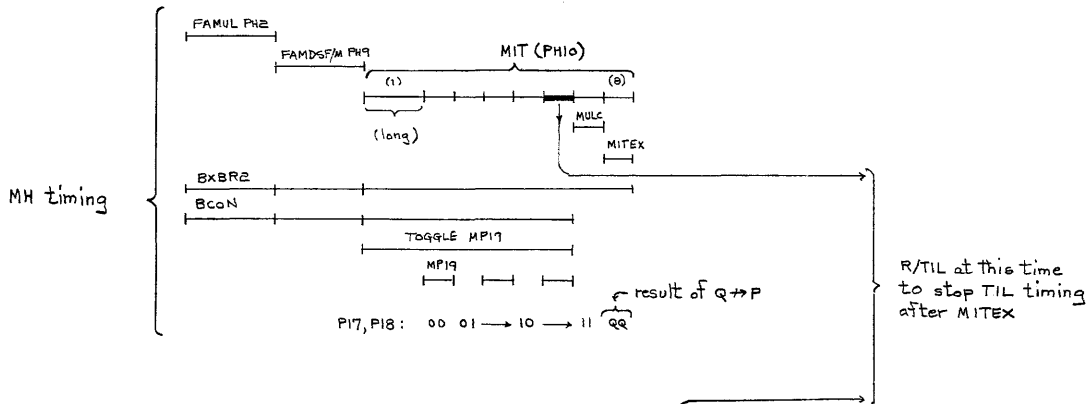 FAMUL PH2
FAMDSF/M PH9
MIT (PH10)
(1)
(8)
(long)
MULC
MITEX
MH timing
BXBR2
BCON
TOGGLE MP19
MP19
result of Q→P
P17, P18 : 00 01 → 10 → 11 QQ
R/TIL at this time
to stop TIL timing
after MITEX